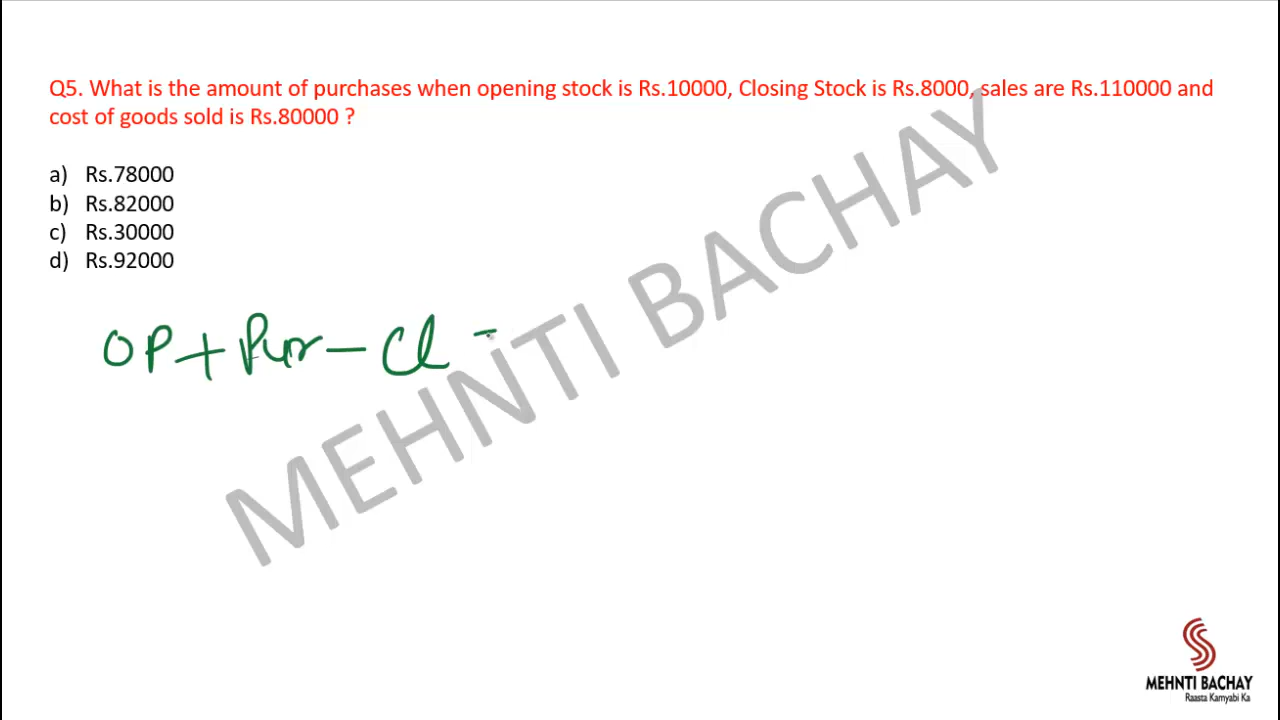 Q5. What is the amount of purchases when opening stock is Rs.10000, Closing Stock is Rs.8000, sales are Rs.110000 and
cost of goods sold is Rs.80000 ?
a) Rs.78000
b) Rs.82000
c) Rs.30000
d) Rs.92000
OP + Pur - Cl -
MEHNTI BACHAY
MEHNTI BACHAY
Raasta Kamyabi Ka